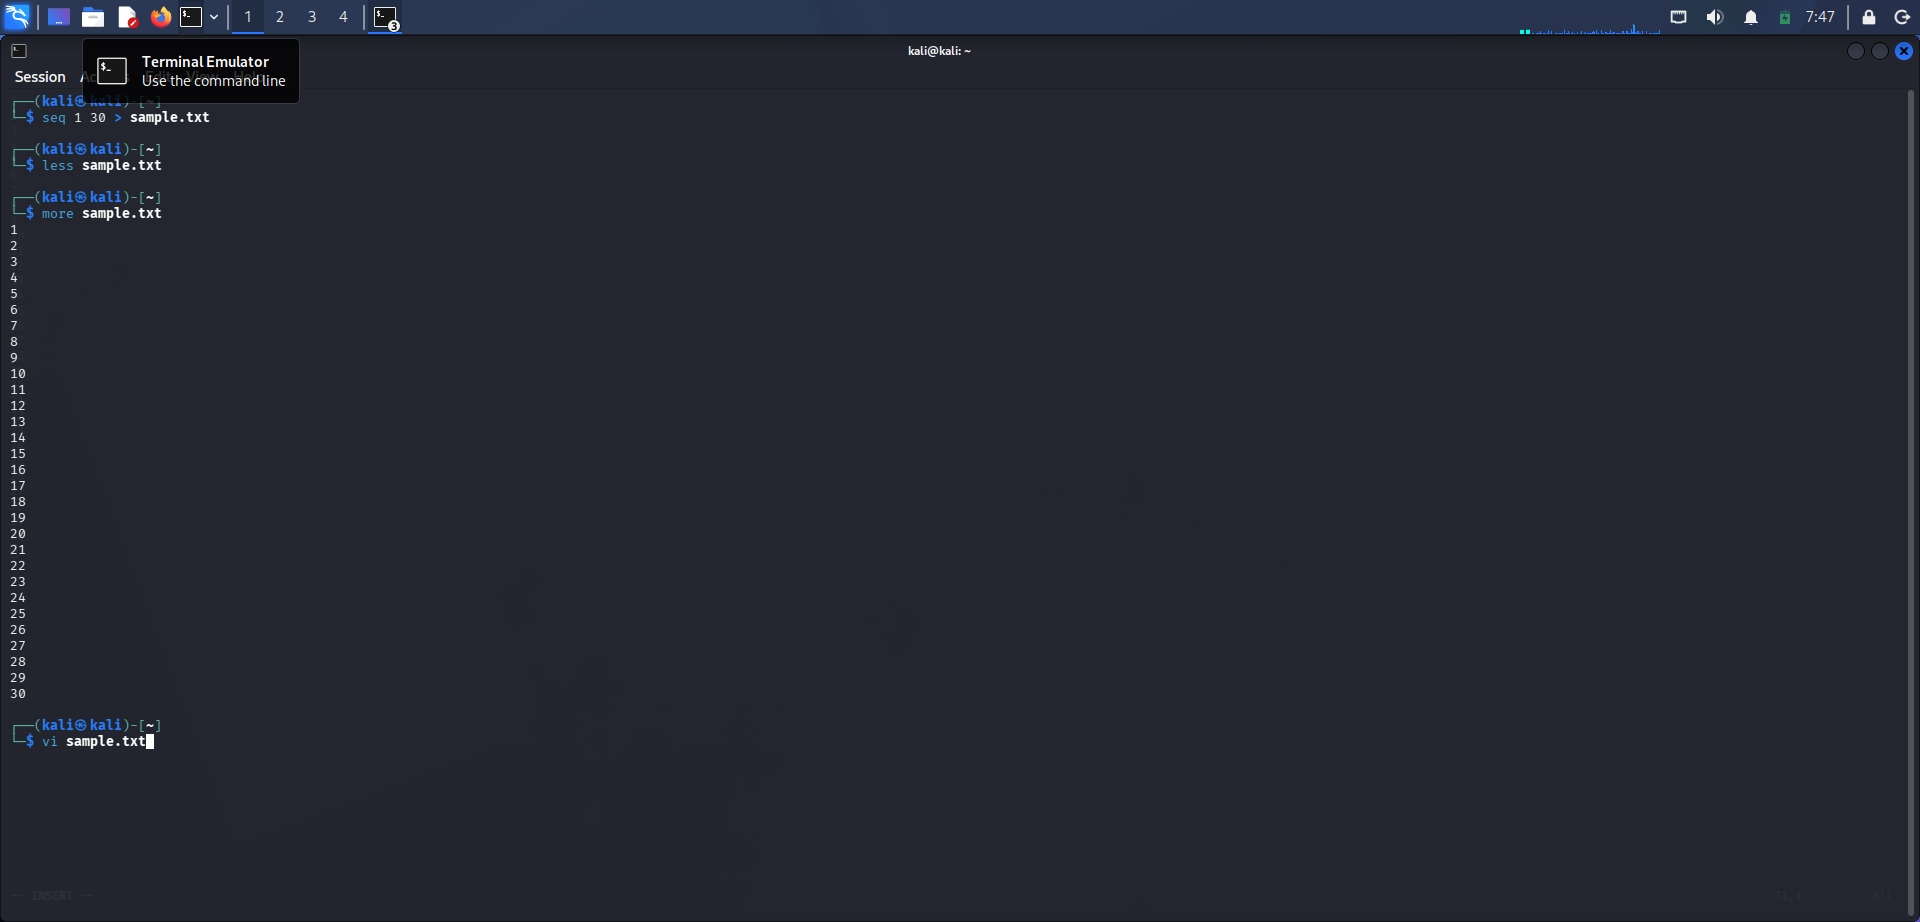 1 2 3 4 3 7:47
kali@kali: ~
Terminal Emulator
Session
Use the command line
┌──(kali㉿kali)-[~]
└─$ seq 1 30 > sample.txt
┌──(kali㉿kali)-[~]
└─$ less sample.txt
┌──(kali㉿kali)-[~]
└─$ more sample.txt
1
2
3
4
5
6
7
8
9
10
11
12
13
14
15
16
17
18
19
20
21
22
23
24
25
26
27
28
29
30
┌──(kali㉿kali)-[~]
└─$ vi sample.txt
-- INSERT --